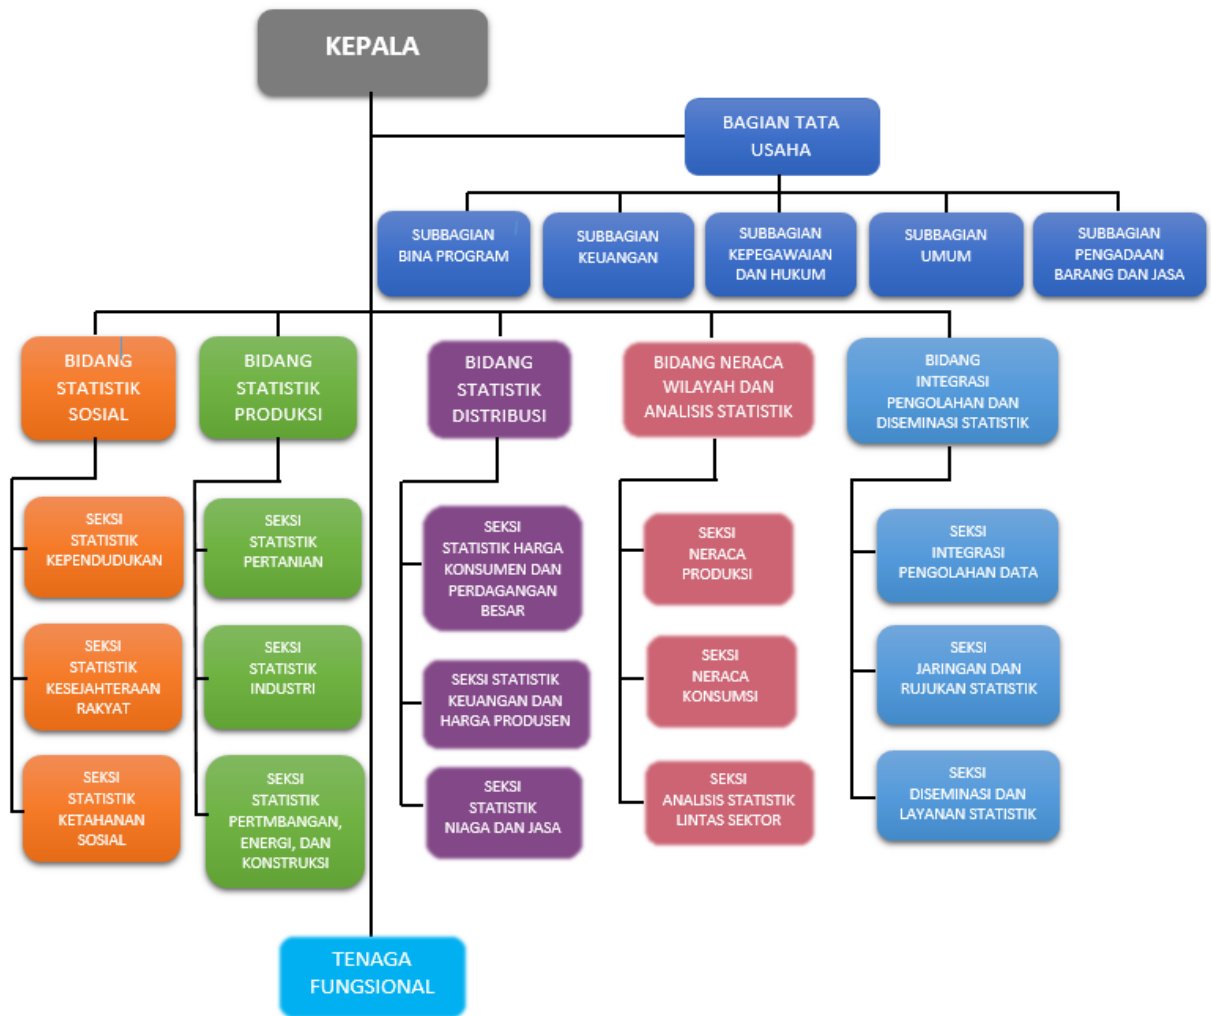 KEPALA
BAGIAN TATA
USAHA
SUBBAGIAN
BINA PROGRAM
SUBBAGIAN
KEUANGAN
SUBBAGIAN
KEPEGAWAIAN
DAN HUKUM
SUBBAGIAN
UMUM
SUBBAGIAN
PENGADAAN
BARANG DAN JASA
BIDANG
STATISTIK
SOSIAL
BIDANG
STATISTIK
PRODUKSI
BIDANG
STATISTIK
DISTRIBUSI
BIDANG NERACA
WILAYAH DAN
ANALISIS STATISTIK
BIDANG
INTEGRASI
PENGOLAHAN DAN
DISEMINASI STATISTIK
SEKSI
STATISTIK
KEPENDUDUKAN
SEKSI
STATISTIK
PERTANIAN
SEKSI
STATISTIK HARGA
KONSUMEN DAN
PERDAGANGAN
BESAR
SEKSI
NERACA
PRODUKSI
SEKSI
INTEGRASI
PENGOLAHAN DATA
SEKSI
STATISTIK
KESEJAHTERAAN
RAKYAT
SEKSI
STATISTIK
INDUSTRI
SEKSI STATISTIK
KEUANGAN DAN
HARGA PRODUSEN
SEKSI
NERACA
KONSUMSI
SEKSI
JARINGAN DAN
RUJUKAN STATISTIK
SEKSI
STATISTIK
KETAHANAN
SOSIAL
SEKSI
STATISTIK
PERTMBANGAN,
ENERGI, DAN
KONSTRUKSI
SEKSI
STATISTIK
NIAGA DAN JASA
SEKSI
ANALISIS STATISTIK
LINTAS SEKTOR
SEKSI
DISEMINASI DAN
LAYANAN STATISTIK
TENAGA
FUNGSIONAL